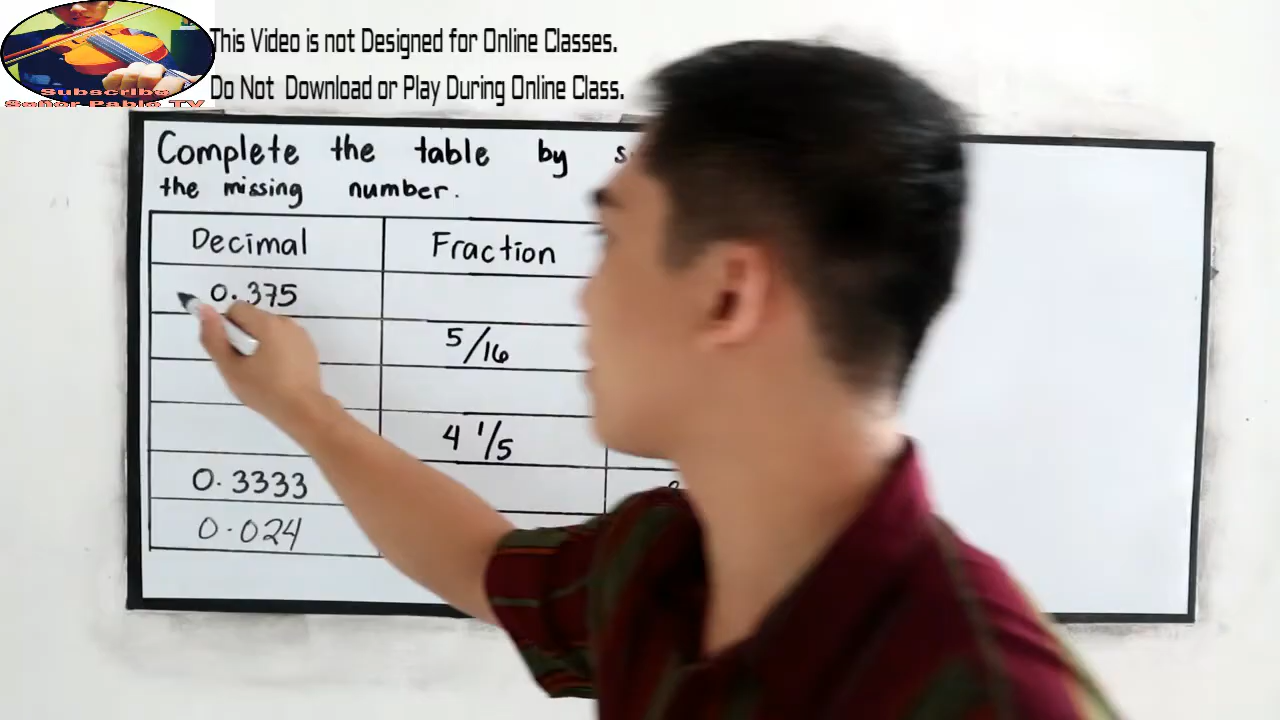 This Video is not Designed for Online Classes.
Do Not Download or Play During Online Class.
Subscribe
Señor Pablo TV
Complete the table by
the missing number.
Decimal Fraction
0.375
5/16
4 1/5
0.3333
0.024